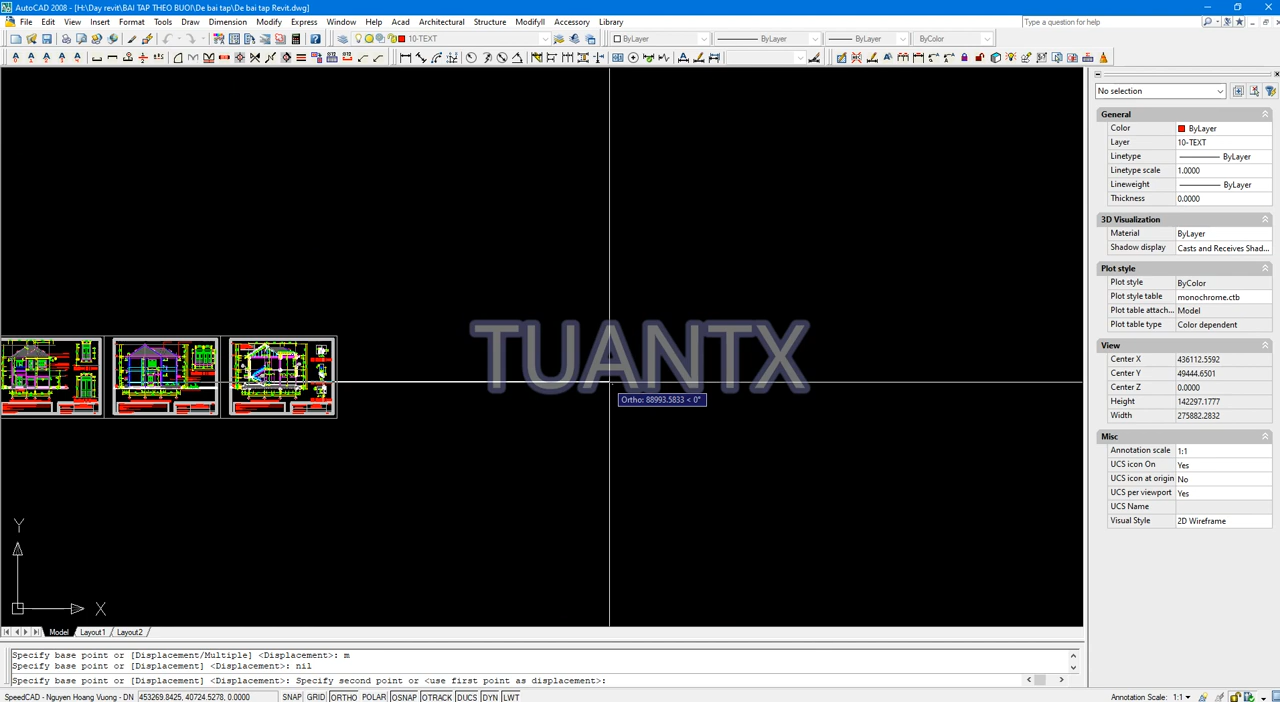 AutoCAD 2008 - [H:\Day revit\BAI TAP THEO BUOI\De bai tap\De bai tap Revit.dwg]
File Edit View Insert Format Tools Draw Dimension Modify Express Window Help Acad Architectural Structure Modifyll Accessory Library
Type a question for help
10-TEXT
ByLayer
ByLayer
ByLayer
ByColor
No selection
General
Color ByLayer
Layer 10-TEXT
Linetype ByLayer
Linetype scale 1.0000
Lineweight ByLayer
Thickness 0.0000
3D Visualization
Material ByLayer
Shadow display Casts and Receives Shad...
Plot style
Plot style ByColor
Plot style table monochrome.ctb
Plot table attach... Model
Plot table type Color dependent
View
Center X 436112.5592
Center Y 49444.6501
Center Z 0.0000
Height 142297.1777
Width 275882.2832
Misc
Annotation scale 1:1
UCS icon On Yes
UCS icon at origin No
UCS per viewport Yes
UCS Name
Visual Style 2D Wireframe
TUANTX
Ortho: 88993.5833 < 0°
Y
X
Model Layout1 Layout2
Specify base point or [Displacement/Multiple] <Displacement>: m
Specify base point or [Displacement] <Displacement>: nil
Specify base point or [Displacement] <Displacement>: Specify second point or <use first point as displacement>:
SpeedCAD - Nguyen Hoang Vuong - DN 453269.8425, 40724.5278, 0.0000 SNAP GRID ORTHO POLAR OSNAP OTRACK DUCS DYN LWT Annotation Scale: 1:1